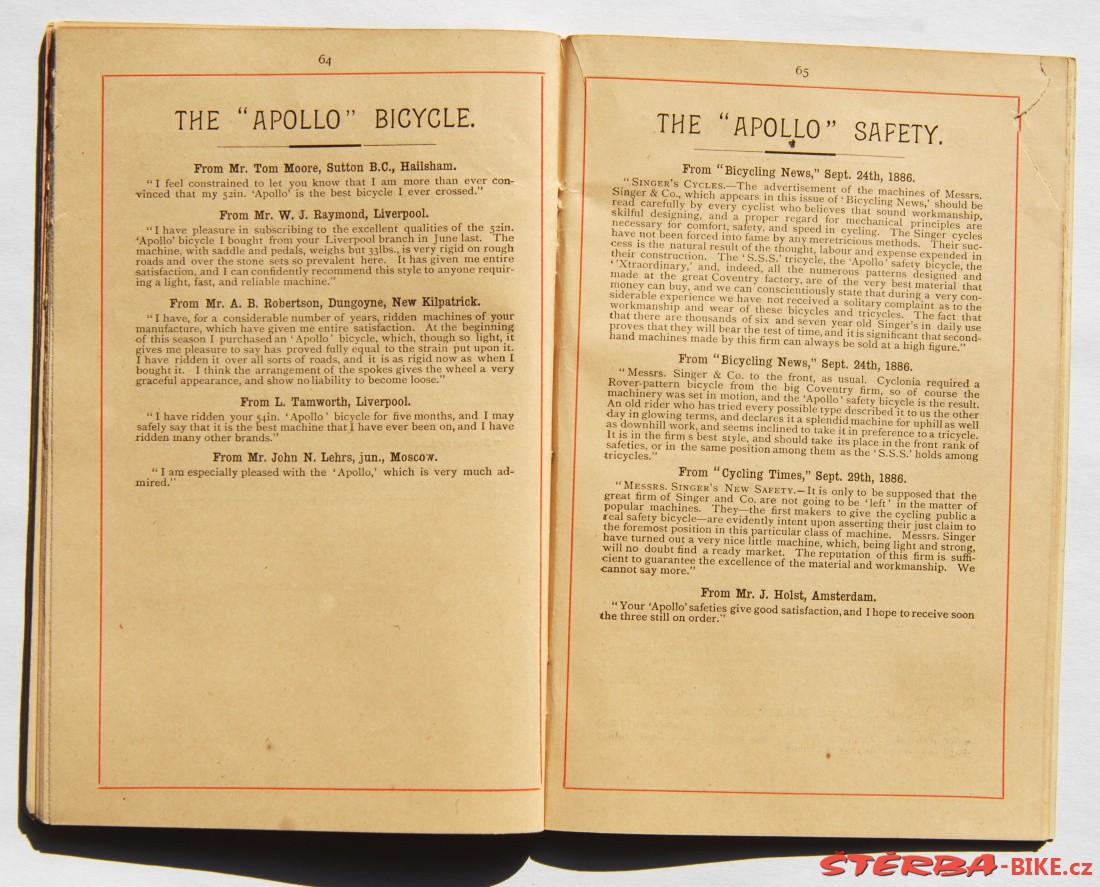 64
THE "APOLLO" BICYCLE.
From Mr. Tom Moore, Sutton B.C., Hailsham.
"I feel constrained to let you know that I am more than ever con-
vinced that my 52in. 'Apollo' is the best bicycle I ever crossed."
From Mr. W. J. Raymond, Liverpool.
"I have pleasure in subscribing to the excellent qualities of the 52in.
'Apollo' bicycle I bought from your Liverpool branch in June last. The
machine, with saddle and pedals, weighs but 33lbs., is very rigid on rough
roads and over the stone sets so prevalent here. It has given me entire
satisfaction, and I can confidently recommend this style to anyone requir-
ing a light, fast, and reliable machine."
From Mr. A. B. Robertson, Dungoyne, New Kilpatrick.
"I have, for a considerable number of years, ridden machines of your
manufacture, which have given me entire satisfaction. At the beginning
of this season I purchased an 'Apollo' bicycle, which, though so light, it
gives me pleasure to say has proved fully equal to the strain put upon it.
I have ridden it over all sorts of roads, and it is as rigid now as when I
bought it. I think the arrangement of the spokes gives the wheel a very
graceful appearance, and show no liability to become loose."
From L. Tamworth, Liverpool.
"I have ridden your 54in. 'Apollo' bicycle for five months, and I may
safely say that it is the best machine that I have ever been on, and I have
ridden many other brands."
From Mr. John N. Lehrs, jun., Moscow.
"I am especially pleased with the 'Apollo,' which is very much ad-
mired."
65
THE "APOLLO" SAFETY.
From "Bicycling News," Sept. 24th, 1886.
"SINGER'S CYCLES.—The advertisement of the machines of Messrs.
Singer & Co., which appears in this issue of 'Bicycling News,' should be
read carefully by every cyclist who believes that sound workmanship,
skilful designing, and a proper regard for mechanical principles are
necessary for comfort, safety, and speed in cycling. The Singer cycles
have not been forced into fame by any meretricious methods. Their suc-
cess is the natural result of the thought, labour and expense expended in
their construction. The 'S.S.S.' tricycle, the 'Apollo' safety bicycle, the
'Xtraordinary,' and, indeed, all the numerous patterns designed and
made at the great Coventry factory, are of the very best material that
money can buy, and we can conscientiously state that during a very con-
siderable experience we have not received a solitary complaint as to the
workmanship and wear of these bicycles and tricycles. The fact that
that there are thousands of six and seven year old Singer's in daily use
proves that they will bear the test of time, and it is significant that second-
hand machines made by this firm can always be sold at a high figure."
From "Bicycling News," Sept. 24th, 1886.
"Messrs. Singer & Co. to the front, as usual. Cyclonia required a
Rover-pattern bicycle from the big Coventry firm, so of course the
machinery was set in motion, and the 'Apollo' safety bicycle is the result.
An old rider who has tried every possible type described it to us the other
day in glowing terms, and declares it a splendid machine for uphill as well
as downhill work, and seems inclined to take it in preference to a tricycle.
It is in the firm s best style, and should take its place in the front rank of
safeties, or in the same position among them as the 'S.S.S.' holds among
tricycles."
From "Cycling Times," Sept. 29th, 1886.
"MESSRS. SINGER'S NEW SAFETY.—It is only to be supposed that the
great firm of Singer and Co. are not going to be 'left' in the matter of
popular machines. They—the first makers to give the cycling public a
real safety bicycle—are evidently intent upon asserting their just claim to
the foremost position in this particular class of machine. Messrs. Singer
have turned out a very nice little machine, which, being light and strong,
will no doubt find a ready market. The reputation of this firm is suffi-
cient to guarantee the excellence of the material and workmanship. We
cannot say more."
From Mr. J. Holst, Amsterdam.
"Your 'Apollo' safeties give good satisfaction, and I hope to receive soon
the three still on order."
ŠTĚRBA-BIKE.cz